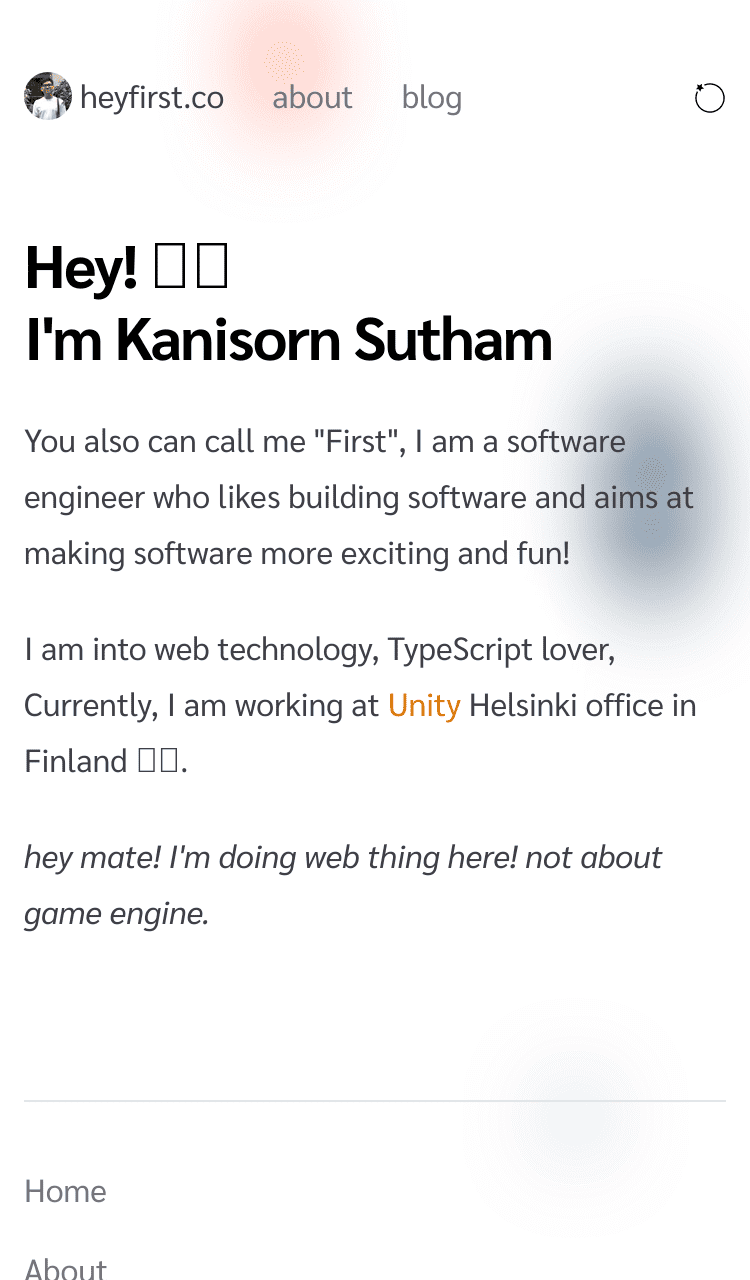 heyfirst.co about blog
Hey!
I'm Kanisorn Sutham
You also can call me "First", I am a software
engineer who likes building software and aims at
making software more exciting and fun!
I am into web technology, TypeScript lover,
Currently, I am working at Unity Helsinki office in
Finland .
hey mate! I'm doing web thing here! not about
game engine.
Home
About